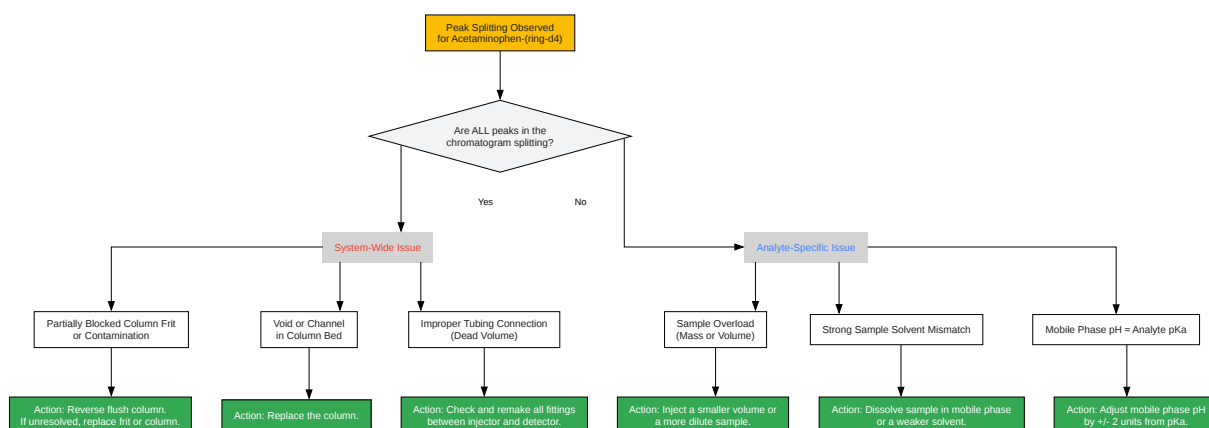 Peak Splitting Observed
for Acetaminophen-(ring-d4)
Are ALL peaks in the
chromatogram splitting?
Yes
No
System-Wide Issue
Analyte-Specific Issue
Partially Blocked Column Frit
or Contamination
Void or Channel
in Column Bed
Improper Tubing Connection
(Dead Volume)
Sample Overload
(Mass or Volume)
Strong Sample Solvent Mismatch
Mobile Phase pH ≈ Analyte pKa
Action: Reverse flush column.
If unresolved, replace frit or column.
Action: Replace the column.
Action: Check and remake all fittings
between injector and detector.
Action: Inject a smaller volume or
a more dilute sample.
Action: Dissolve sample in mobile phase
or a weaker solvent.
Action: Adjust mobile phase pH
by +/- 2 units from pKa.